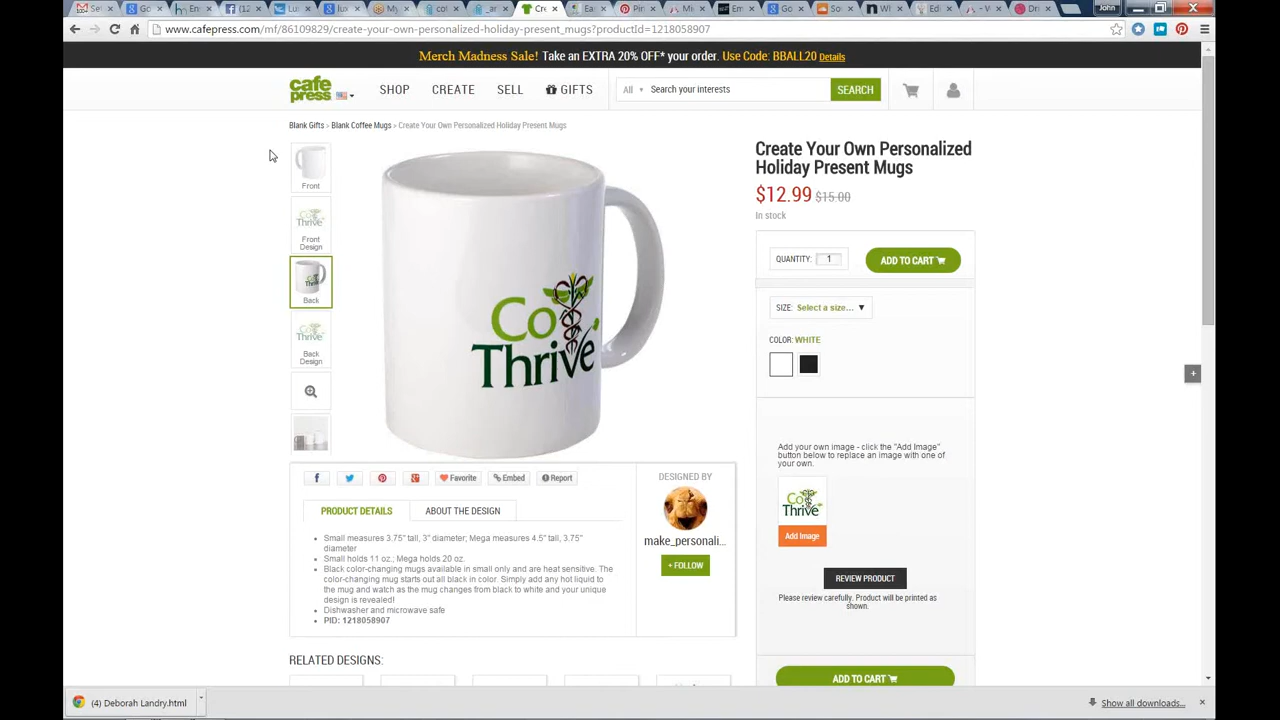 John
www.cafepress.com/mf/86109829/create-your-own-personalized-holiday-present_mugs?productId=1218058907
Merch Madness Sale! Take an EXTRA 20% OFF* your order. Use Code: BBALL20 Details
cafe press SHOP CREATE SELL GIFTS All Search your interests SEARCH
Blank Gifts > Blank Coffee Mugs > Create Your Own Personalized Holiday Present Mugs
Front
Co Thrive
Front
Design
Back
Back
Design
Co
Thrive
Create Your Own Personalized
Holiday Present Mugs
$12.99 $15.00
In stock
QUANTITY: 1 ADD TO CART
SIZE: Select a size... ▼
COLOR: WHITE
Add your own image - click the "Add Image"
button below to replace an image with one of
your own.
Co
Thrive
Add Image
REVIEW PRODUCT
Please review carefully. Product will be printed as
shown.
ADD TO CART
Favorite Embed Report
PRODUCT DETAILS ABOUT THE DESIGN
• Small measures 3.75" tall, 3" diameter; Mega measures 4.5" tall, 3.75"
diameter
• Small holds 11 oz.; Mega holds 20 oz.
• Black color-changing mugs available in small only and are heat sensitive. The
color-changing mug starts out all black in color. Simply add any hot liquid to
the mug and watch as the mug changes from black to white and your unique
design is revealed!
• Dishwasher and microwave safe
• PID: 1218058907
DESIGNED BY
make_personali...
+ FOLLOW
RELATED DESIGNS:
(4) Deborah Landry.html Show all downloads...